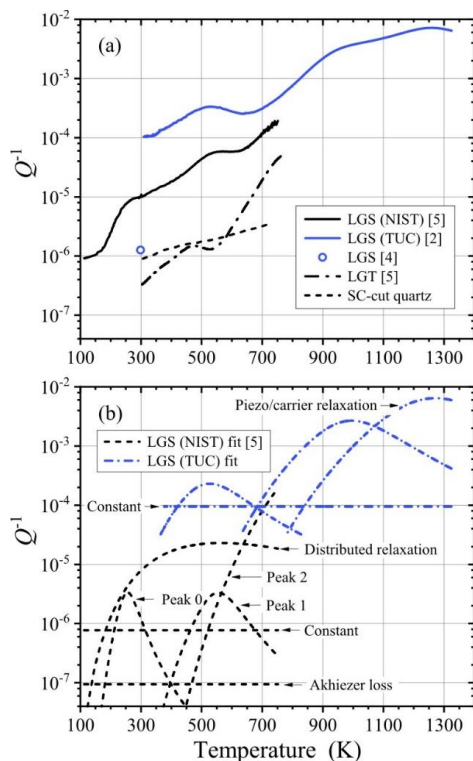 (a)
10⁻²
10⁻³
10⁻⁴
10⁻⁵
10⁻⁶
10⁻⁷
Q⁻¹
LGS (NIST) [5]
LGS (TUC) [2]
LGS [4]
LGT [5]
SC-cut quartz
100 300 500 700 900 1100 1300
(b)
10⁻²
10⁻³
10⁻⁴
10⁻⁵
10⁻⁶
10⁻⁷
Q⁻¹
Piezo/carrier relaxation
LGS (NIST) fit [5]
LGS (TUC) fit
Constant
Distributed relaxation
Peak 2
Peak 0
Peak 1
Constant
Akhiezer loss
100 300 500 700 900 1100 1300
Temperature (K)